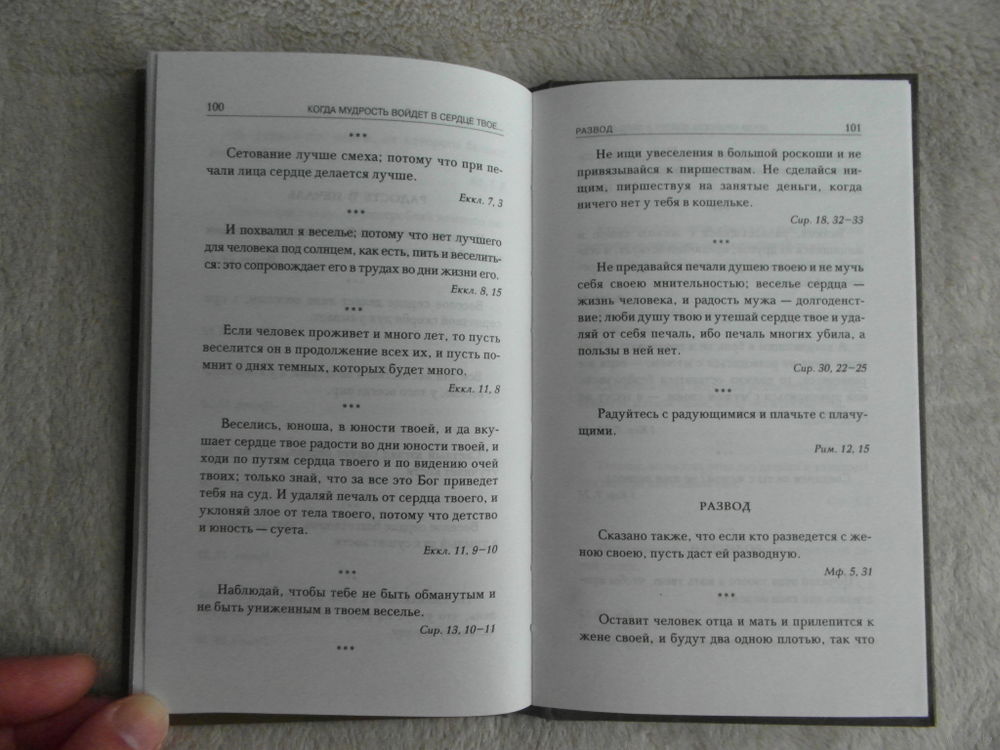 100
КОГДА МУДРОСТЬ ВОЙДЕТ В СЕРДЦЕ ТВОЕ...
***
Сетование лучше смеха; потому что при пе-
чали лица сердце делается лучше.
Еккл. 7, 3
***
И похвалил я веселье; потому что нет лучшего
для человека под солнцем, как есть, пить и веселить-
ся: это сопровождает его в трудах во дни жизни его.
Еккл. 8, 15
***
Если человек проживет и много лет, то пусть
веселится он в продолжение всех их, и пусть по-
мнит о днях темных, которых будет много.
Еккл. 11, 8
***
Веселись, юноша, в юности твоей, и да вку-
шает сердце твое радости во дни юности твоей, и
ходи по путям сердца твоего и по видению очей
твоих; только знай, что за все это Бог приведет
тебя на суд. И удаляй печаль от сердца твоего, и
уклоняй злое от тела твоего, потому что детство
и юность — суета.
Еккл. 11, 9–10
***
Наблюдай, чтобы тебе не быть обманутым и
не быть униженным в твоем веселье.
Сир. 13, 10–11
***
РАЗВОД
101
Не ищи увеселения в большой роскоши и не
привязывайся к пиршествам. Не сделайся ни-
щим, пиршествуя на занятые деньги, когда
ничего нет у тебя в кошельке.
Сир. 18, 32–33
***
Не предавайся печали душею твоею и не мучь
себя своею мнительностью; веселье сердца —
жизнь человека, и радость мужа — долгоденст-
вие; люби душу твою и утешай сердце твое и уда-
ляй от себя печаль, ибо печаль многих убила, а
пользы в ней нет.
Сир. 30, 22–25
***
Радуйтесь с радующимися и плачьте с плачу-
щими.
Рим. 12, 15
РАЗВОД
Сказано также, что если кто разведется с же-
ною своею, пусть даст ей разводную.
Мф. 5, 31
***
Оставит человек отца и мать и прилепится к
жене своей, и будут два одною плотью, так что